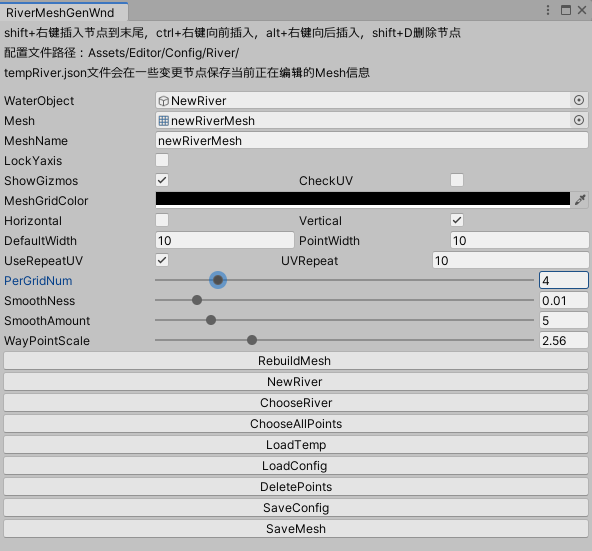 RiverMeshGenWnd
shift+右键插入节点到末尾，ctrl+右键向前插入，alt+右键向后插入，shift+D删除节点
配置文件路径：Assets/Editor/Config/River/
tempRiver.json文件会在一些变更节点保存当前正在编辑的Mesh信息
WaterObject NewRiver
Mesh newRiverMesh
MeshName newRiverMesh
LockYaxis
ShowGizmos CheckUV
MeshGridColor
Horizontal Vertical
DefaultWidth 10 PointWidth 10
UseRepeatUV UVRepeat 10
PerGridNum 4
SmoothNess 0.01
SmoothAmount 5
WayPointScale 2.56
RebuildMesh
NewRiver
ChooseRiver
ChooseAllPoints
LoadTemp
LoadConfig
DeletePoints
SaveConfig
SaveMesh